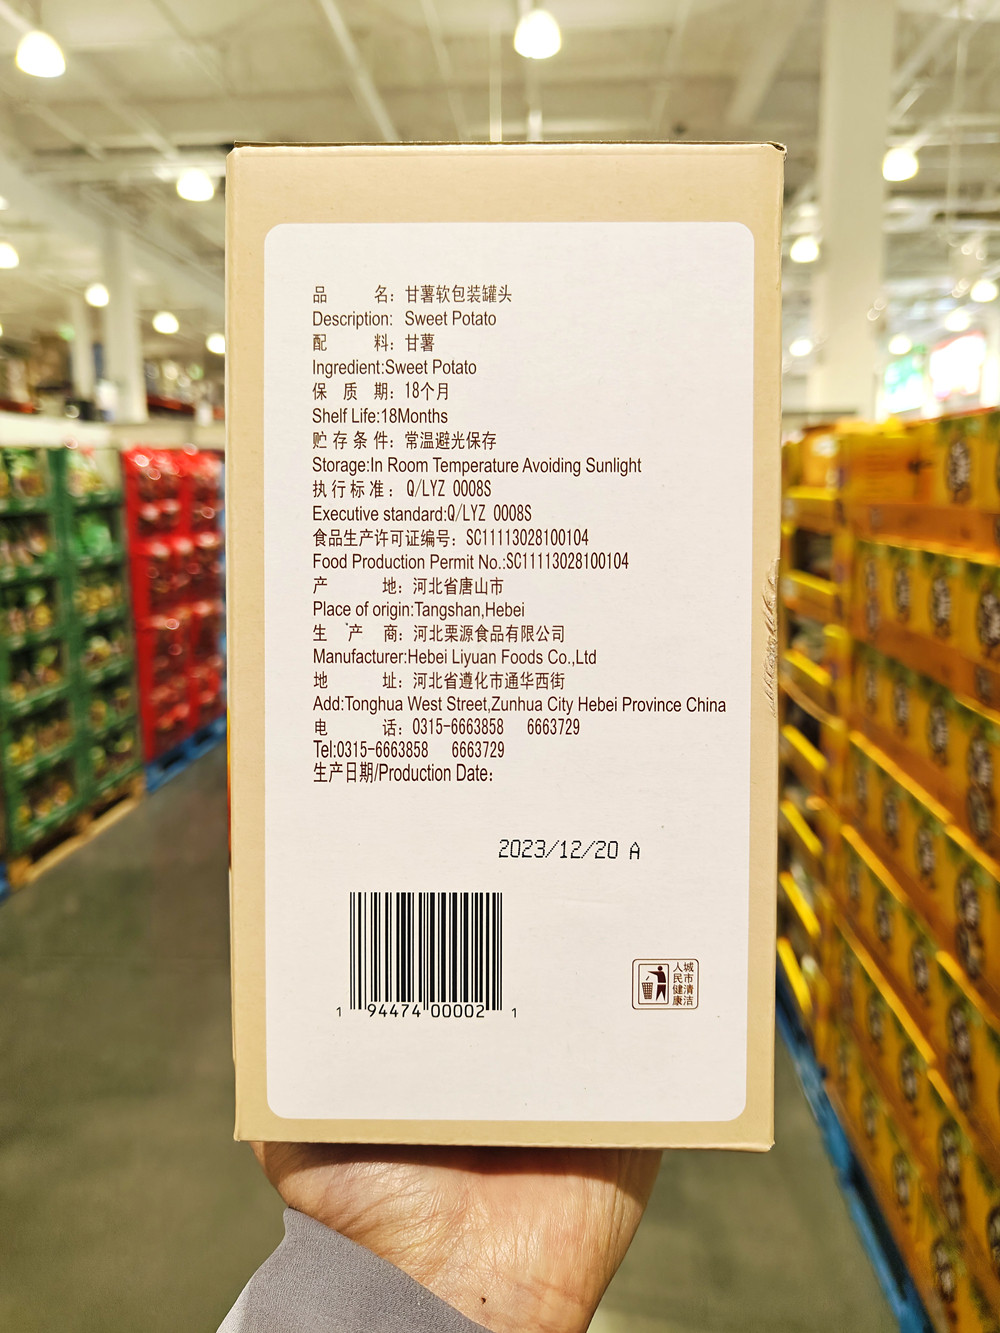 品 名：甘薯软包装罐头
Description: Sweet Potato
配 料：甘薯
Ingredient:Sweet Potato
保 质 期：18个月
Shelf Life:18Months
贮存条件：常温避光保存
Storage:In Room Temperature Avoiding Sunlight
执行标准：Q/LYZ 0008S
Executive standard:Q/LYZ 0008S
食品生产许可证编号：SC11113028100104
Food Production Permit No.:SC11113028100104
产 地：河北省唐山市
Place of origin:Tangshan,Hebei
生 产 商：河北栗源食品有限公司
Manufacturer:Hebei Liyuan Foods Co.,Ltd
地 址：河北省遵化市通华西街
Add:Tonghua West Street,Zunhua City Hebei Province China
电 话：0315-6663858 6663729
Tel:0315-6663858 6663729
生产日期/Production Date:
2023/12/20 A
1 94474 00002 1
人民健康
城市清洁